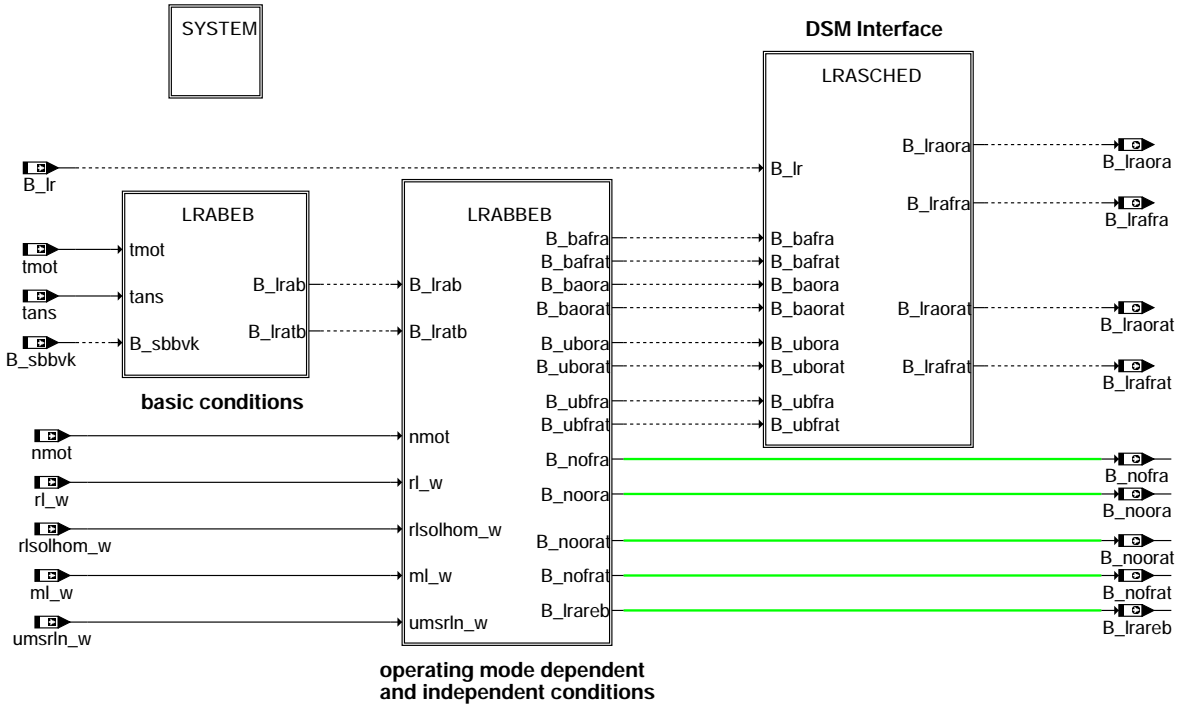 SYSTEM
DSM Interface
LRASCHED
B_lraora
B_lraora
B_lr
B_lr
LRABEB
LRABBEB
B_lrafra
B_lrafra
tmot
tmot
B_bafra
B_bafra
B_bafrat
B_bafrat
B_lrab
B_lrab
B_baora
B_baora
tans
tans
B_baorat
B_baorat
B_lraorat
B_lraorat
B_lratb
B_lratb
B_sbbvk
B_sbbvk
B_ubora
B_ubora
B_uborat
B_uborat
B_lrafrat
B_lrafrat
basic conditions
B_ubfra
B_ubfra
B_ubfrat
B_ubfrat
nmot
nmot
B_nofra
B_nofra
rl_w
rl_w
B_noora
B_noora
rlsolhom_w
rlsolhom_w
B_noorat
B_noorat
ml_w
ml_w
B_nofrat
B_nofrat
B_lrareb
B_lrareb
umsrln_w
umsrln_w
operating mode dependent
and independent conditions